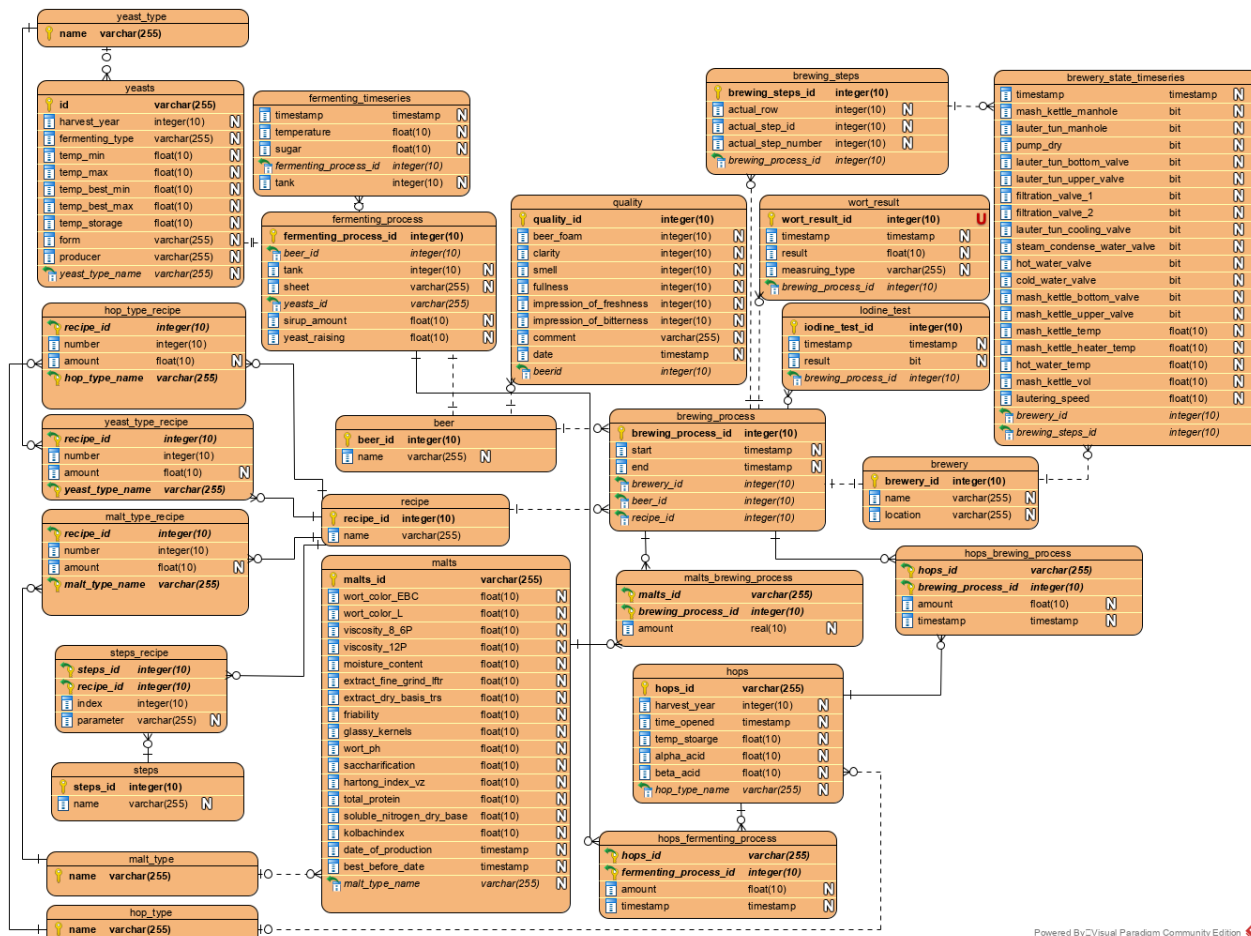 yeast_type
name varchar(255)
yeasts
id varchar(255)
harvest_year integer(10) N
fermenting_type varchar(255) N
temp_min float(10) N
temp_max float(10) N
temp_best_min float(10) N
temp_best_max float(10) N
temp_storage float(10) N
form varchar(255) N
producer varchar(255) N
yeast_type_name varchar(255) N
fermenting_timeseries
timestamp timestamp N
temperature float(10) N
sugar float(10) N
fermenting_process_id integer(10)
tank integer(10) N
fermenting_process
fermenting_process_id integer(10)
beer_id integer(10)
tank integer(10) N
sheet varchar(255) N
yeasts_id varchar(255)
sirup_amount float(10) N
yeast_raising float(10) N
quality
quality_id integer(10)
beer_foam integer(10) N
clarity integer(10) N
smell integer(10) N
fullness integer(10) N
impression_of_freshness integer(10) N
impression_of_bitterness integer(10) N
comment varchar(255) N
date timestamp N
beerid integer(10)
brewing_steps
brewing_steps_id integer(10)
actual_row integer(10) N
actual_step_id integer(10) N
actual_step_number integer(10) N
brewing_process_id integer(10)
wort_result
wort_result_id integer(10) U
timestamp timestamp N
result float(10) N
measruing_type varchar(255) N
brewing_process_id integer(10)
Iodine_test
iodine_test_id integer(10)
timestamp timestamp N
result bit N
brewing_process_id integer(10)
brewery_state_timeseries
timestamp timestamp N
mash_kettle_manhole bit N
lauter_tun_manhole bit N
pump_dry bit N
lauter_tun_bottom_valve bit N
lauter_tun_upper_valve bit N
filtration_valve_1 bit N
filtration_valve_2 bit N
lauter_tun_cooling_valve bit N
steam_condense_water_valve bit N
hot_water_valve bit N
cold_water_valve bit N
mash_kettle_bottom_valve bit N
mash_kettle_upper_valve bit N
mash_kettle_temp float(10) N
mash_kettle_heater_temp float(10) N
hot_water_temp float(10) N
mash_kettle_vol float(10) N
lautering_speed float(10) N
brewery_id integer(10)
brewing_steps_id integer(10)
hop_type_recipe
recipe_id integer(10)
number integer(10)
amount float(10) N
hop_type_name varchar(255)
yeast_type_recipe
recipe_id integer(10)
number integer(10)
amount float(10) N
yeast_type_name varchar(255)
malt_type_recipe
recipe_id integer(10)
number integer(10)
amount float(10) N
malt_type_name varchar(255)
beer
beer_id integer(10)
name varchar(255) N
recipe
recipe_id integer(10)
name varchar(255)
brewing_process
brewing_process_id integer(10)
start timestamp N
end timestamp N
brewery_id integer(10)
beer_id integer(10)
recipe_id integer(10)
brewery
brewery_id integer(10)
name varchar(255) N
location varchar(255) N
malts
malts_id varchar(255)
wort_color_EBC float(10) N
wort_color_L float(10) N
viscosity_8_6P float(10) N
viscosity_12P float(10) N
moisture_content float(10) N
extract_fine_grind_lftr float(10) N
extract_dry_basis_trs float(10) N
friability float(10) N
glassy_kernels float(10) N
wort_ph float(10) N
saccharification float(10) N
hartong_index_vz float(10) N
total_protein float(10) N
soluble_nitrogen_dry_base float(10) N
kolbachindex float(10) N
date_of_production timestamp N
best_before_date timestamp N
malt_type_name varchar(255) N
malts_brewing_process
malts_id varchar(255)
brewing_process_id integer(10)
amount real(10) N
hops_brewing_process
hops_id varchar(255)
brewing_process_id integer(10)
amount float(10) N
timestamp timestamp N
steps_recipe
steps_id integer(10)
recipe_id integer(10)
index integer(10)
parameter varchar(255) N
steps
steps_id integer(10)
name varchar(255) N
hops
hops_id varchar(255)
harvest_year integer(10) N
time_opened timestamp N
temp_stoarge float(10) N
alpha_acid float(10) N
beta_acid float(10) N
hop_type_name varchar(255) N
malt_type
name varchar(255)
hop_type
name varchar(255)
hops_fermenting_process
hops_id varchar(255)
fermenting_process_id integer(10)
amount float(10) N
timestamp timestamp N
Powered By Visual Paradigm Community Edition